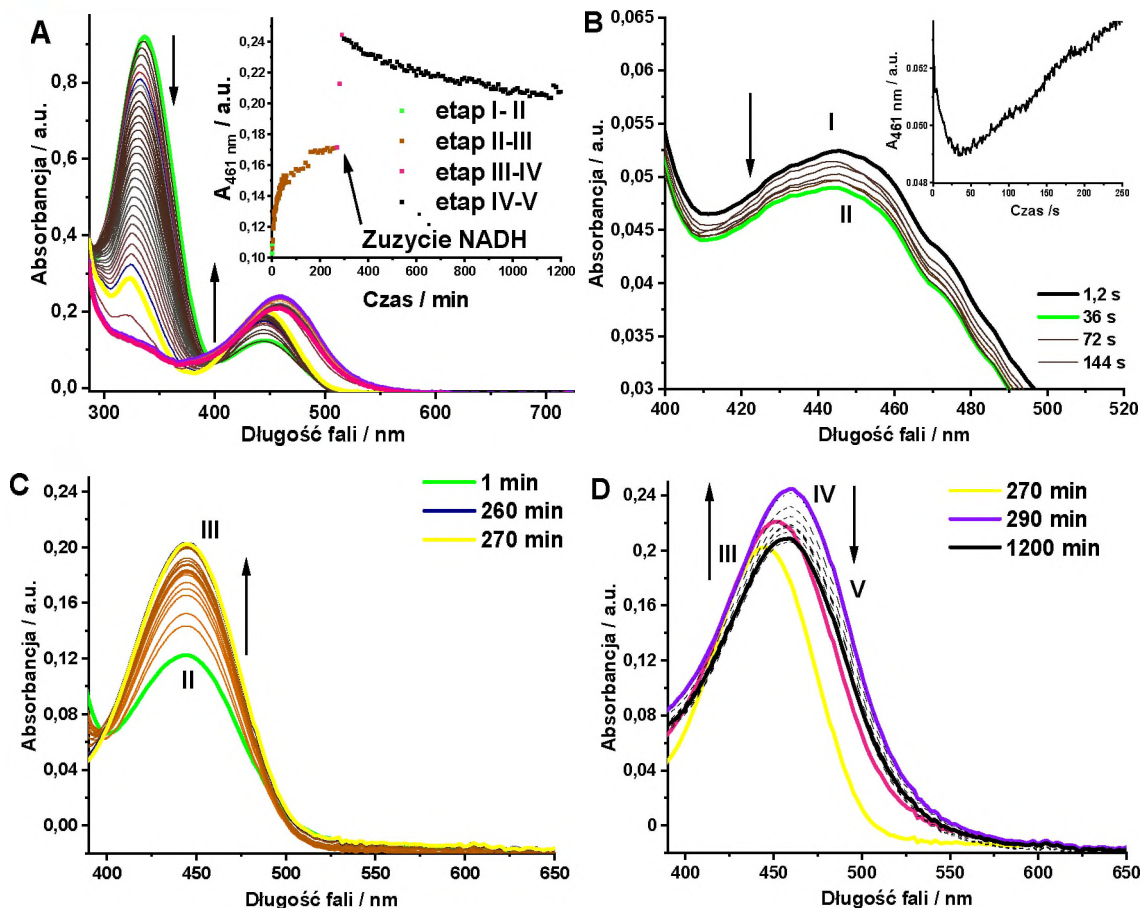 A
Absorbancja / a.u.
0,8
0,6
0,4
0,2
0,0
300
400
500
600
700
Długość fali / nm
A461 nm / a.u.
0,24
0,22
0,20
0,18
0,16
0,14
0,12
0,10
0
200
400
600
800
1000
1200
Czas / min
etap I- II
etap II-III
etap III-IV
etap IV-V
Zuzycie NADH
B
Absorbancja / a.u.
0,065
0,060
0,055
0,050
0,045
0,040
0,035
0,03
400
420
440
460
480
500
520
Długość fali / nm
I
II
1,2 s
36 s
72 s
144 s
A461 nm / a.u.
0.052
0.050
0.048
0
50
100
150
200
250
Czas /s
C
Absorbancja / a.u.
0,24
0,20
0,16
0,12
0,08
0,04
0,00
400
450
500
550
600
650
Długość fali / nm
III
II
1 min
260 min
270 min
D
Absorbancja / a.u.
0,24
0,2
0,16
0,12
0,08
0,04
0
400
450
500
550
600
650
Długość fali / nm
III
IV
V
270 min
290 min
1200 min